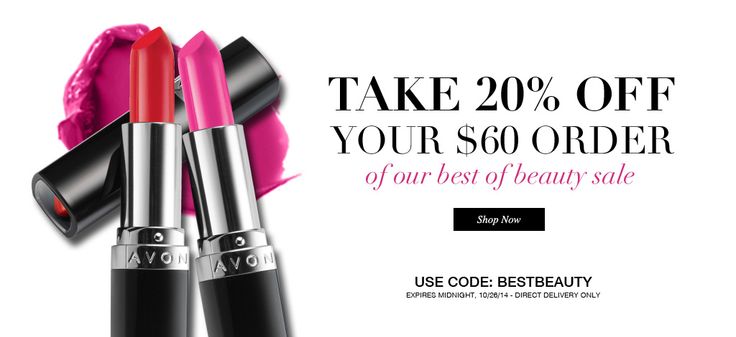 AVON
AVON
TAKE 20% OFF
YOUR $60 ORDER
of our best of beauty sale
Shop Now
USE CODE: BESTBEAUTY
EXPIRES MIDNIGHT, 10/26/14 - DIRECT DELIVERY ONLY